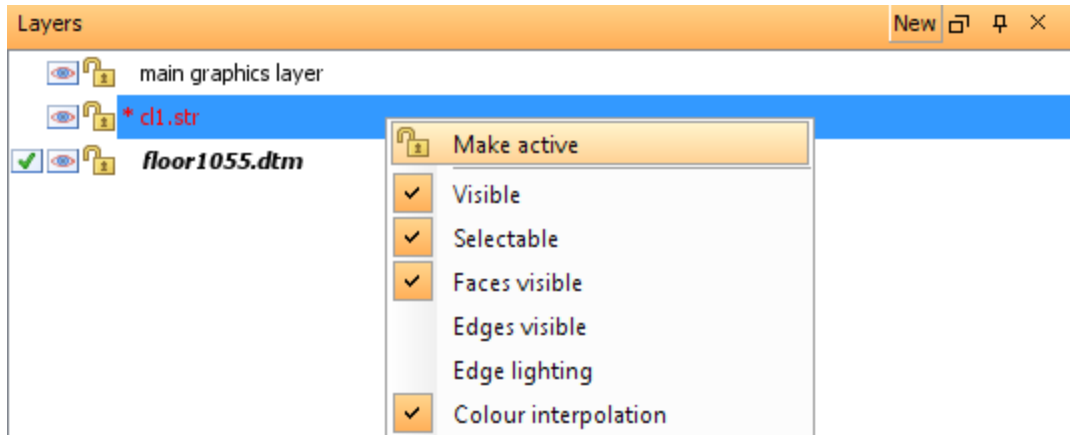 Layers New
main graphics layer
* cl1.str
floor1055.dtm
Make active
Visible
Selectable
Faces visible
Edges visible
Edge lighting
Colour interpolation